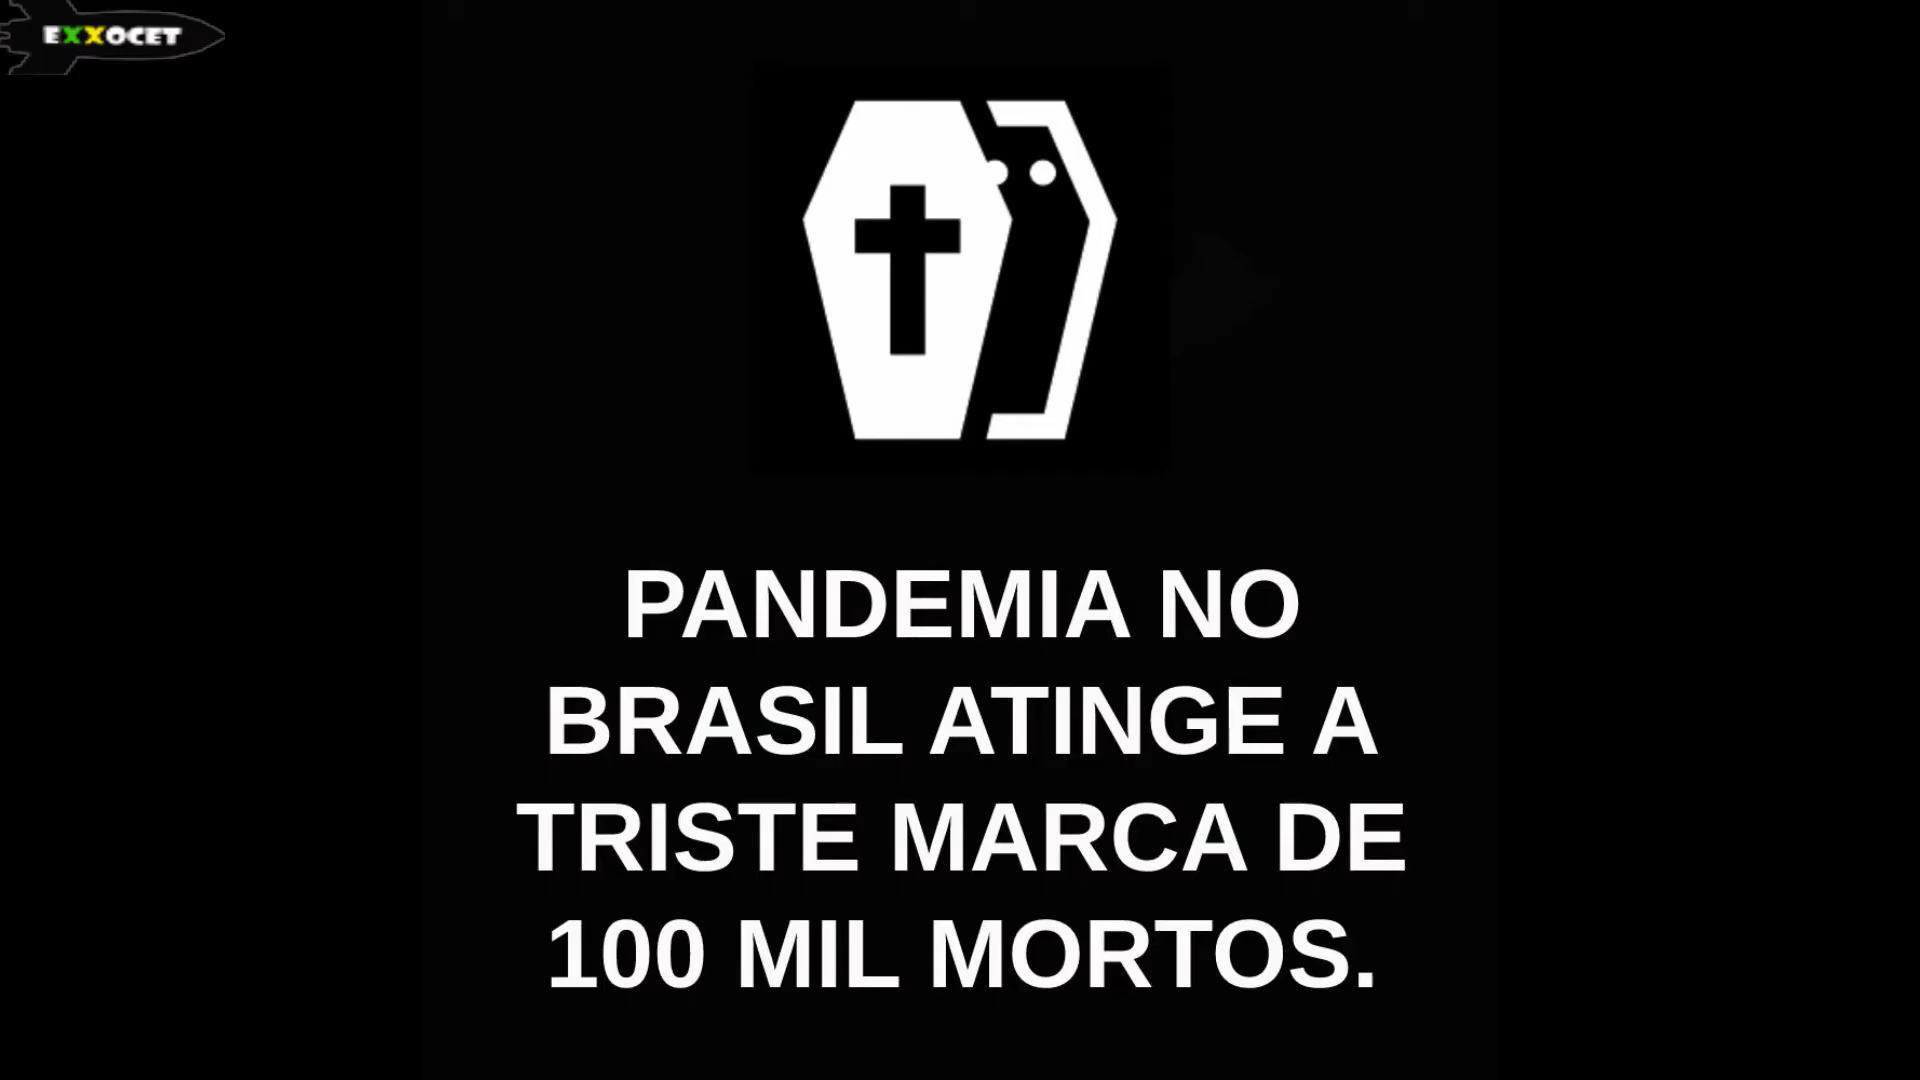 EXXOCET
PANDEMIA NO
BRASIL ATINGE A
TRISTE MARCA DE
100 MIL MORTOS.